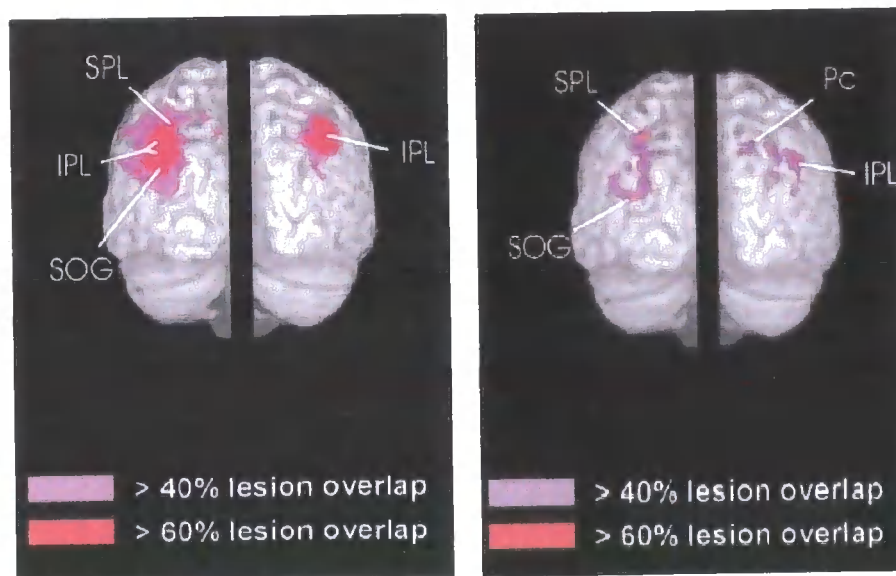 SPL
IPL
IPL
SOG
> 40% lesion overlap
> 60% lesion overlap
SPL
Pc
IPL
SOG
> 40% lesion overlap
> 60% lesion overlap